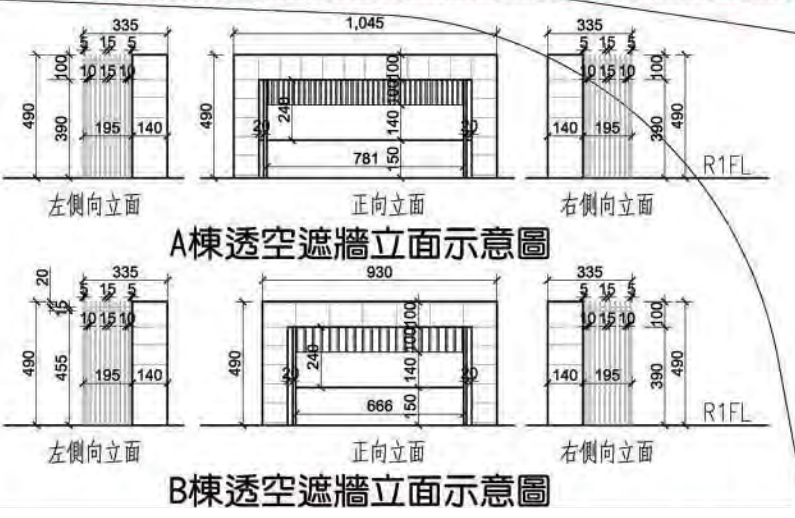 335 1,045 335
5 15 5 5 15 5
100 100 100
10 15 10 100 10 15 10
490 390 490 20 240 140 20 390 490
195 140 781 150 140 195
R1FL
左側向立面 正向立面 右側向立面
A棟透空遮牆立面示意圖
20 335 930 335
5 15 5 5 15 5
15 100 100
10 15 10 100 10 15 10
490 455 490 20 240 140 20 390 490
195 140 666 150 140 195
R1FL
左側向立面 正向立面 右側向立面
B棟透空遮牆立面示意圖